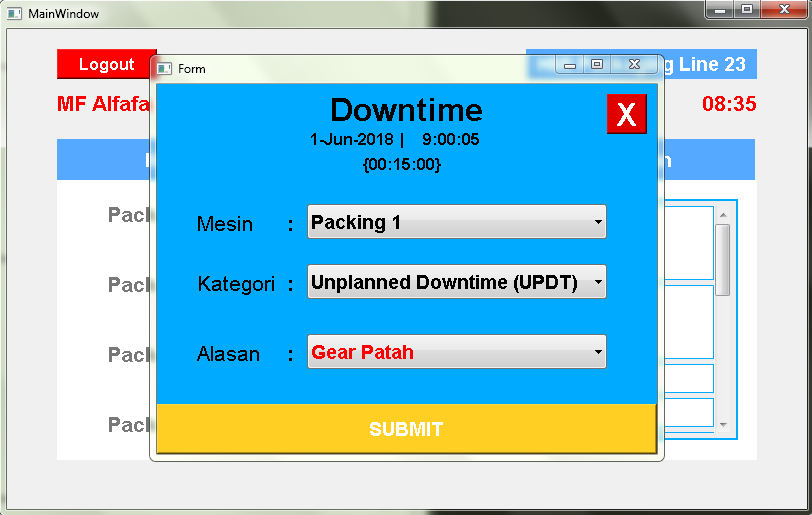 MainWindow
Logout
g Line 23
MF Alfafa
08:35
Form
Downtime
X
1-Jun-2018 | 9:00:05
{00:15:00}
Mesin : Packing 1
Kategori : Unplanned Downtime (UPDT)
Alasan : Gear Patah
SUBMIT
Pack
Pack
Pack
Pack